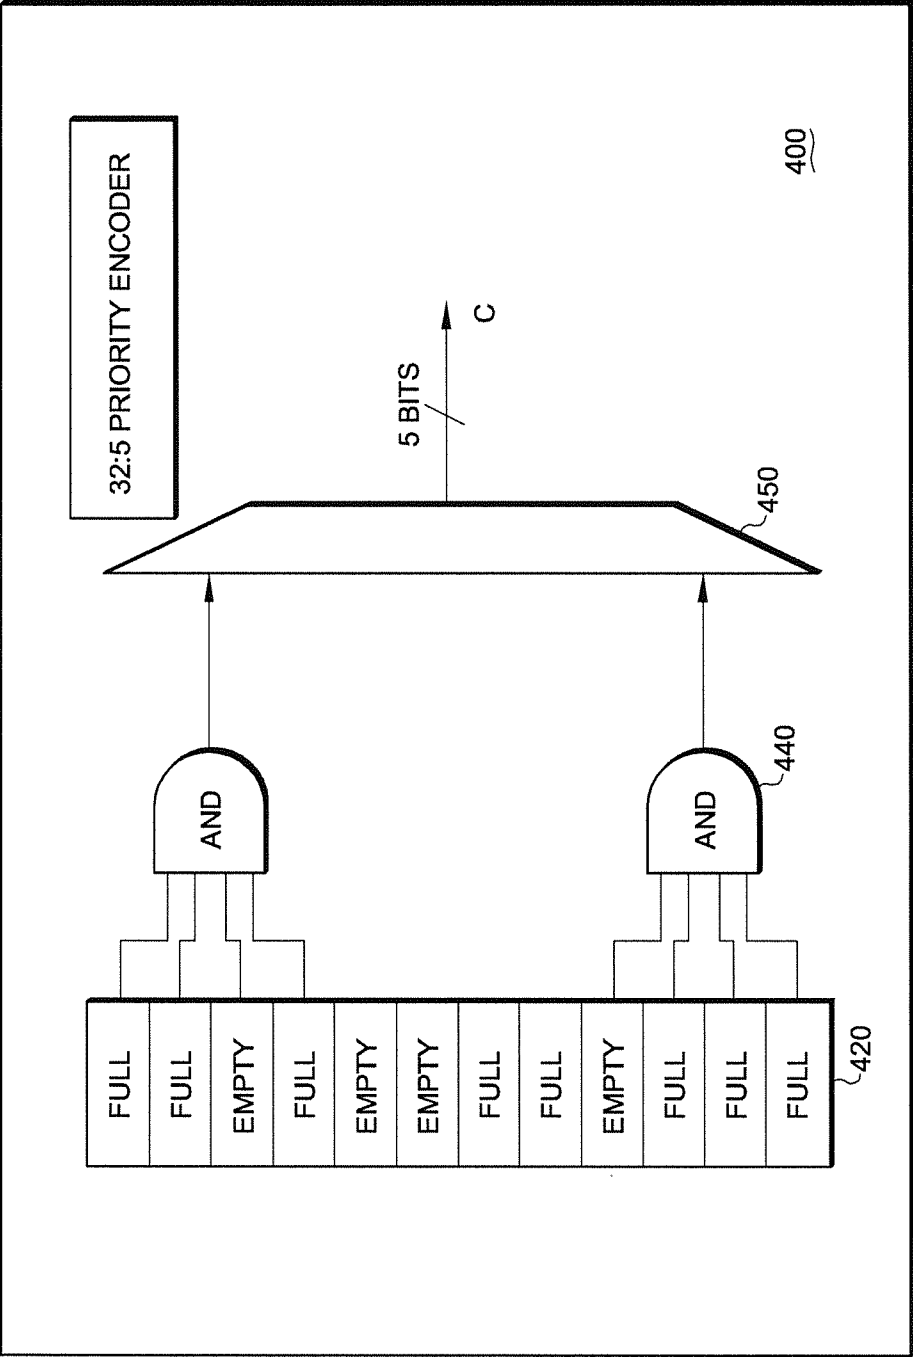 32:5 PRIORITY ENCODER
400
5 BITS
C
450
AND
AND
440
FULL
FULL
EMPTY
FULL
EMPTY
EMPTY
FULL
FULL
EMPTY
FULL
FULL
FULL
420